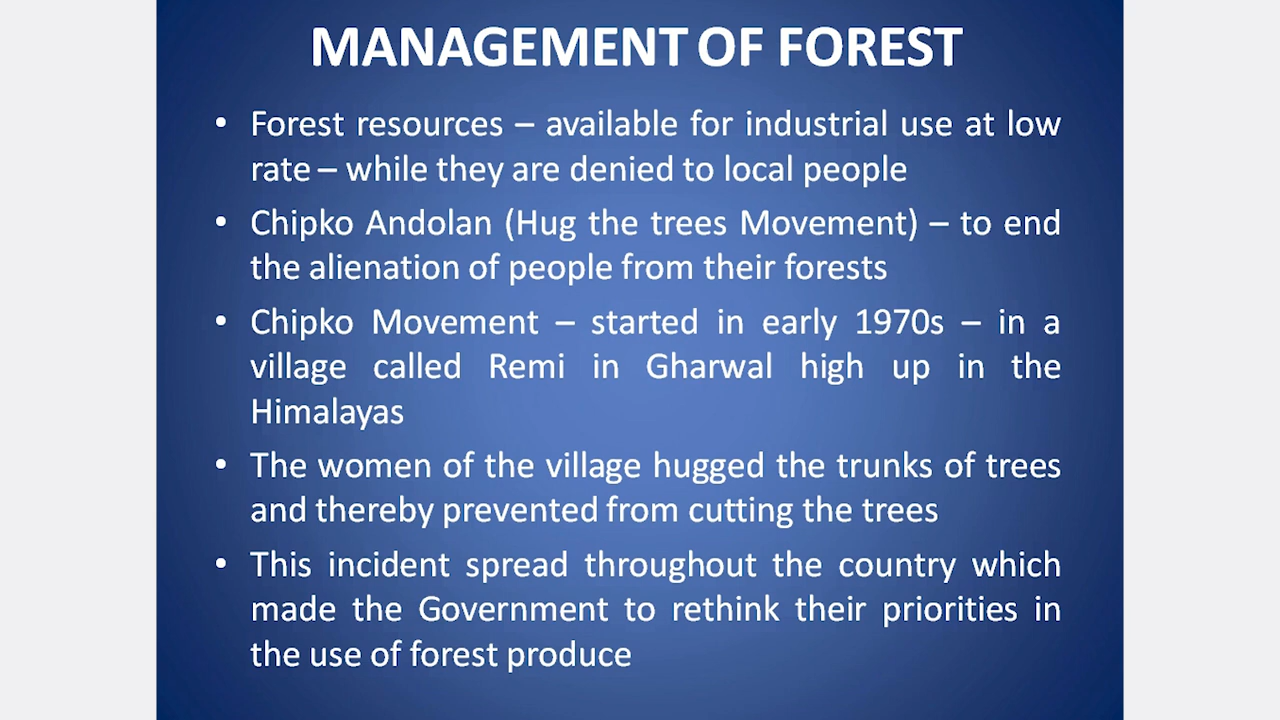 MANAGEMENT OF FOREST
• Forest resources – available for industrial use at low
rate – while they are denied to local people
• Chipko Andolan (Hug the trees Movement) – to end
the alienation of people from their forests
• Chipko Movement – started in early 1970s – in a
village called Remi in Gharwal high up in the
Himalayas
• The women of the village hugged the trunks of trees
and thereby prevented from cutting the trees
• This incident spread throughout the country which
made the Government to rethink their priorities in
the use of forest produce